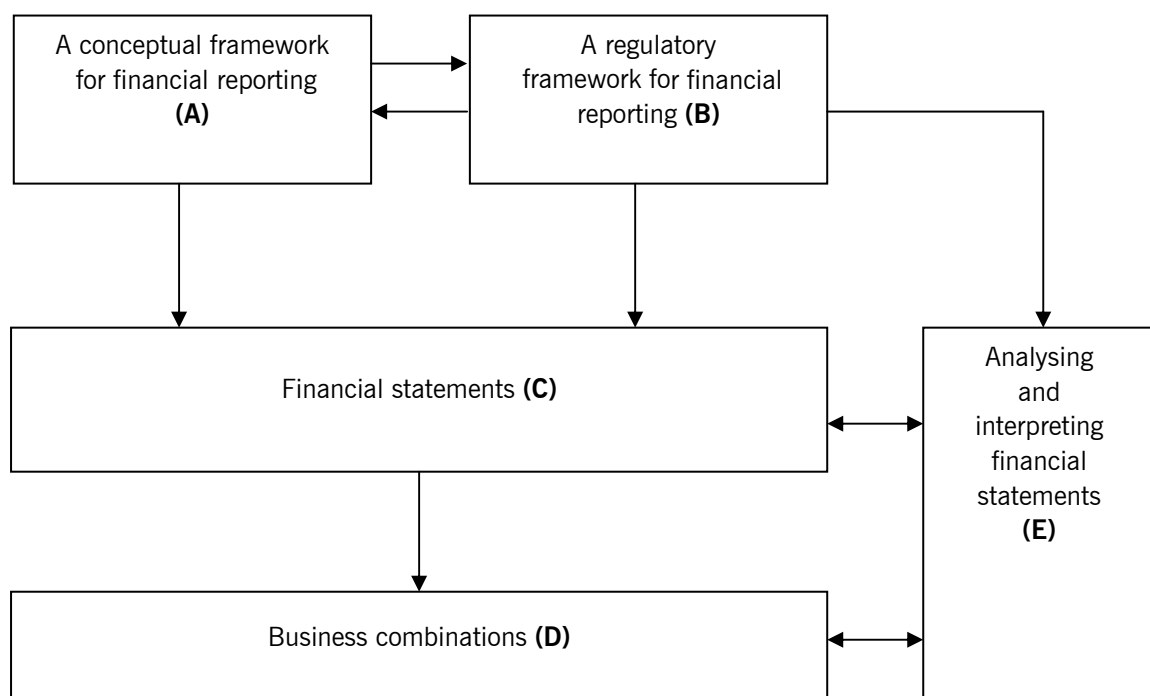 A conceptual framework
for financial reporting
(A)
A regulatory
framework for financial
reporting (B)
Financial statements (C)
Analysing
and
interpreting
financial
statements
(E)
Business combinations (D)